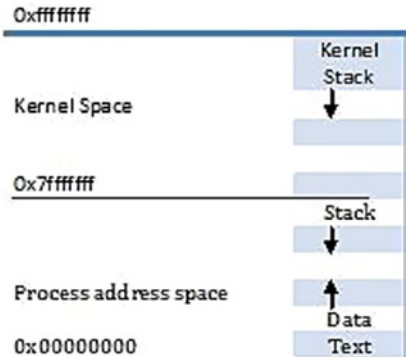 0xffffffff
Kernel
Stack
Kernel Space
0x7fffffff
Stack
Process address space
Data
0x00000000 Text